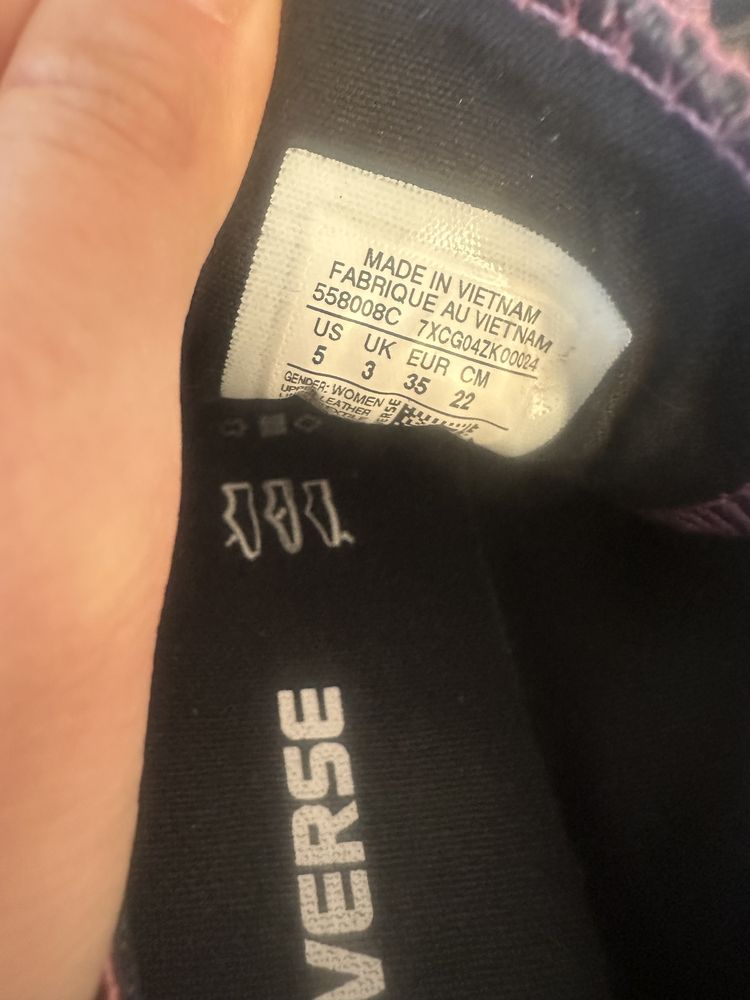 MADE IN VIETNAM
FABRIQUE AU VIETNAM
558008C 7XCG04ZK00024
US UK EUR CM
5 3 35 22
GENDER: WOMEN
LEATHER
VERSE